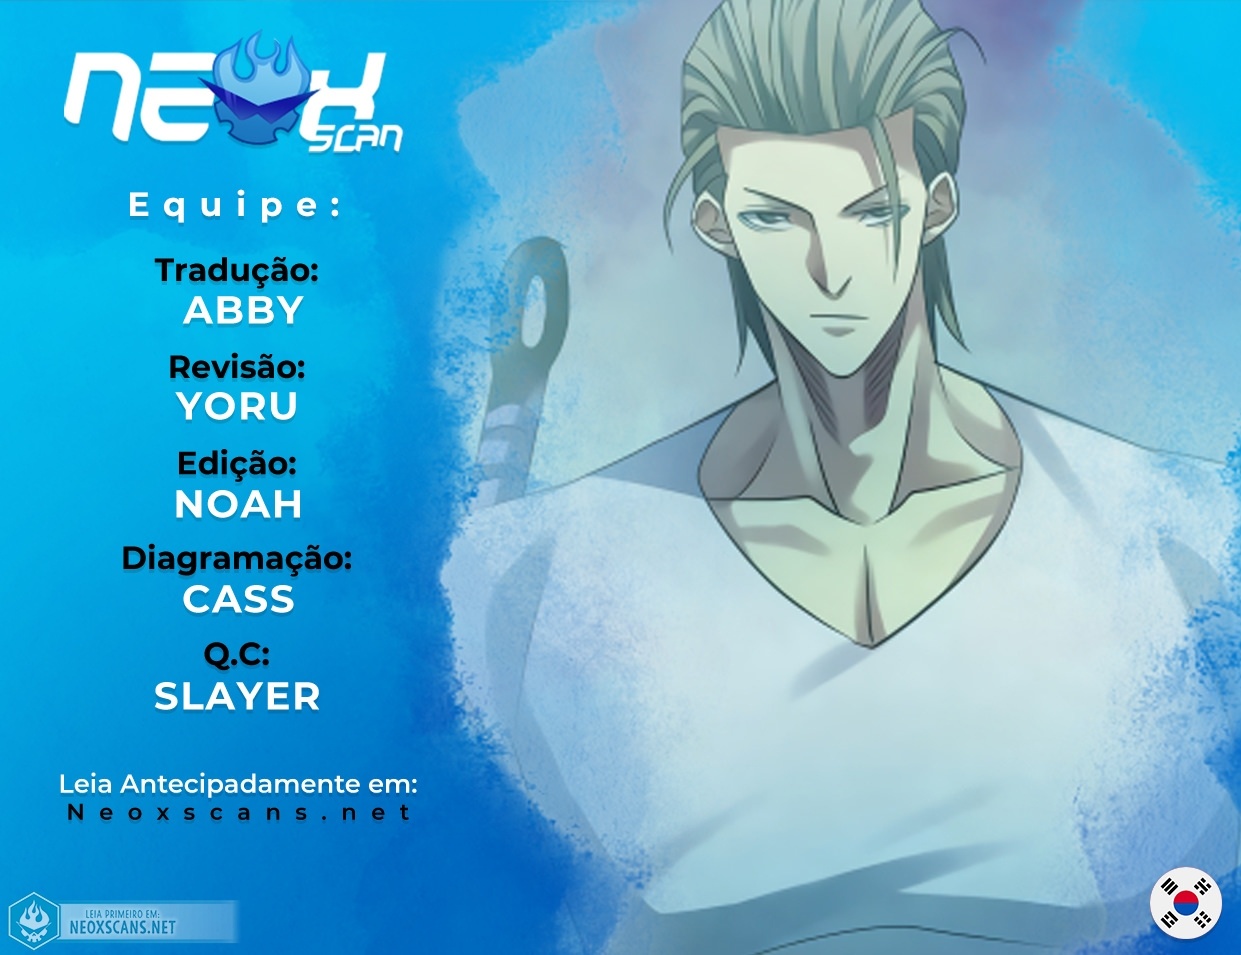 NEOX
SCAN
Equipe:
Tradução:
ABBY
Revisão:
YORU
Edição:
NOAH
Diagramação:
CASS
Q.C:
SLAYER
Leia Antecipadamente em:
Neoxscans.net
LEIA PRIMEIRO EM:
NEOXSCANS.NET